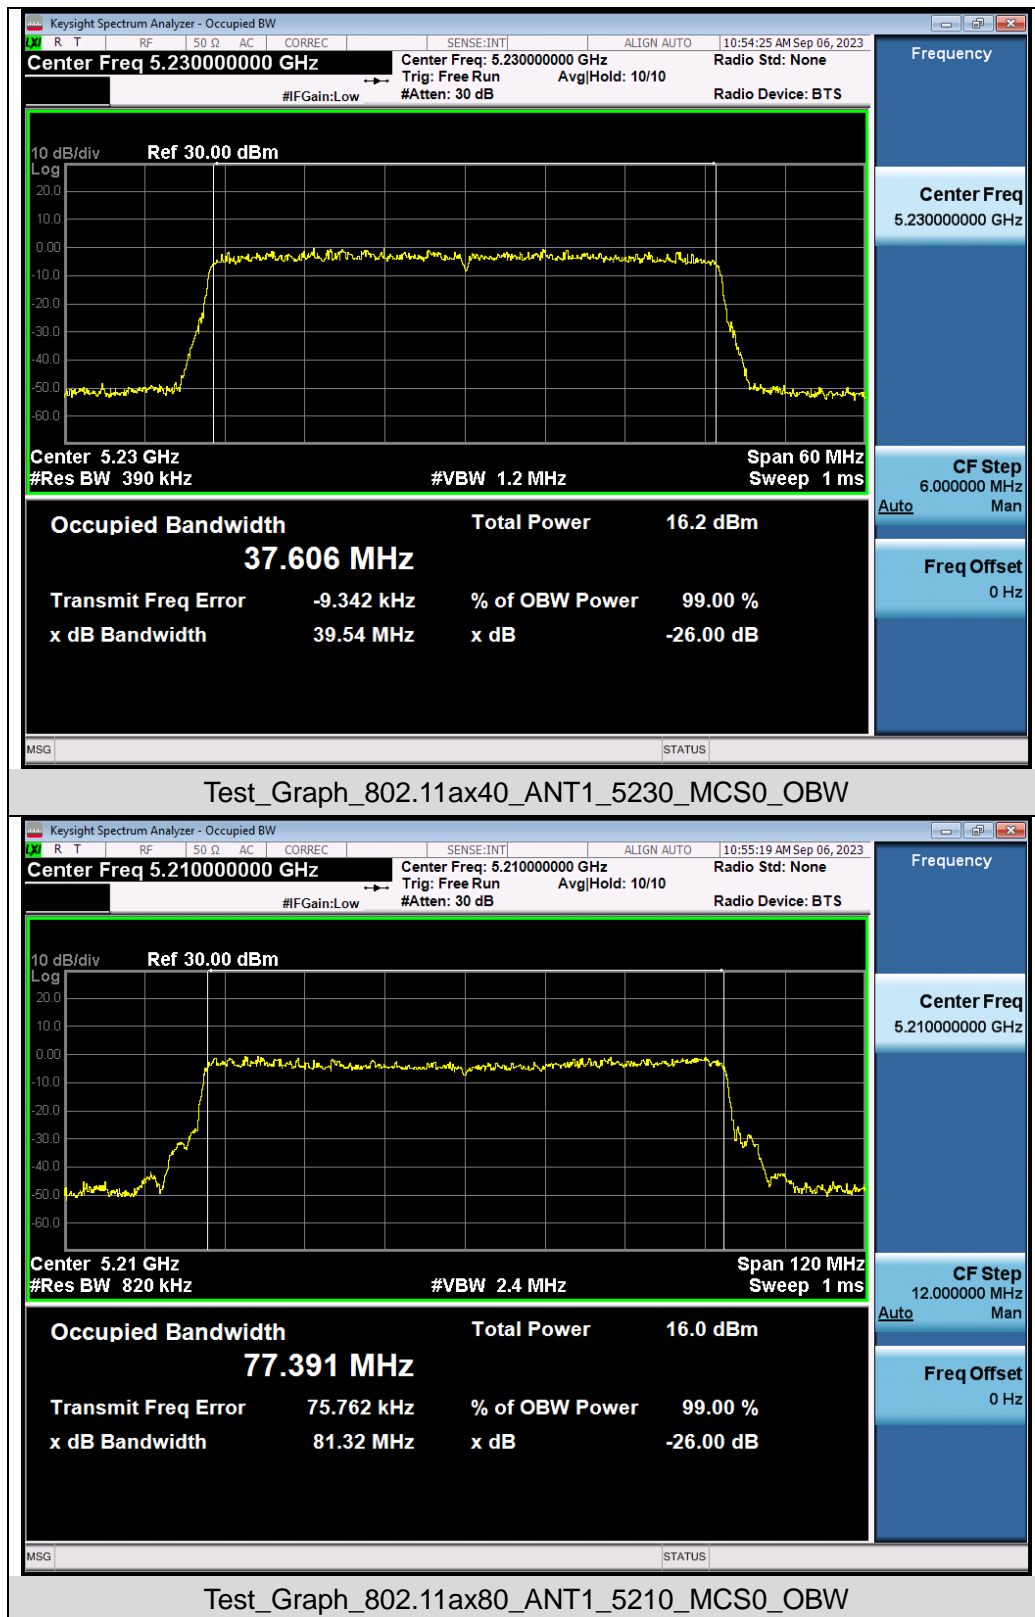 Keysight Spectrum Analyzer - Occupied BW
LXI R T RF 50 Ω AC CORREC SENSE:INT ALIGN AUTO 10:54:25 AM Sep 06, 2023
Center Freq 5.230000000 GHz
Center Freq: 5.230000000 GHz
Radio Std: None
Trig: Free Run Avg|Hold: 10/10
#IFGain:Low
#Atten: 30 dB
Radio Device: BTS
10 dB/div Ref 30.00 dBm
Log
20.0
10.0
0.00
-10.0
-20.0
-30.0
-40.0
-50.0
-60.0
Center 5.23 GHz Span 60 MHz
#Res BW 390 kHz #VBW 1.2 MHz Sweep 1 ms
Occupied Bandwidth Total Power 16.2 dBm
37.606 MHz
Transmit Freq Error -9.342 kHz % of OBW Power 99.00 %
x dB Bandwidth 39.54 MHz x dB -26.00 dB
MSG STATUS
Frequency
Center Freq
5.230000000 GHz
CF Step
6.000000 MHz
Auto Man
Freq Offset
0 Hz
Test_Graph_802.11ax40_ANT1_5230_MCS0_OBW
Keysight Spectrum Analyzer - Occupied BW
LXI R T RF 50 Ω AC CORREC SENSE:INT ALIGN AUTO 10:55:19 AM Sep 06, 2023
Center Freq 5.210000000 GHz
Center Freq: 5.210000000 GHz
Radio Std: None
Trig: Free Run Avg|Hold: 10/10
#IFGain:Low
#Atten: 30 dB
Radio Device: BTS
10 dB/div Ref 30.00 dBm
Log
20.0
10.0
0.00
-10.0
-20.0
-30.0
-40.0
-50.0
-60.0
Center 5.21 GHz Span 120 MHz
#Res BW 820 kHz #VBW 2.4 MHz Sweep 1 ms
Occupied Bandwidth Total Power 16.0 dBm
77.391 MHz
Transmit Freq Error 75.762 kHz % of OBW Power 99.00 %
x dB Bandwidth 81.32 MHz x dB -26.00 dB
MSG STATUS
Frequency
Center Freq
5.210000000 GHz
CF Step
12.000000 MHz
Auto Man
Freq Offset
0 Hz
Test_Graph_802.11ax80_ANT1_5210_MCS0_OBW